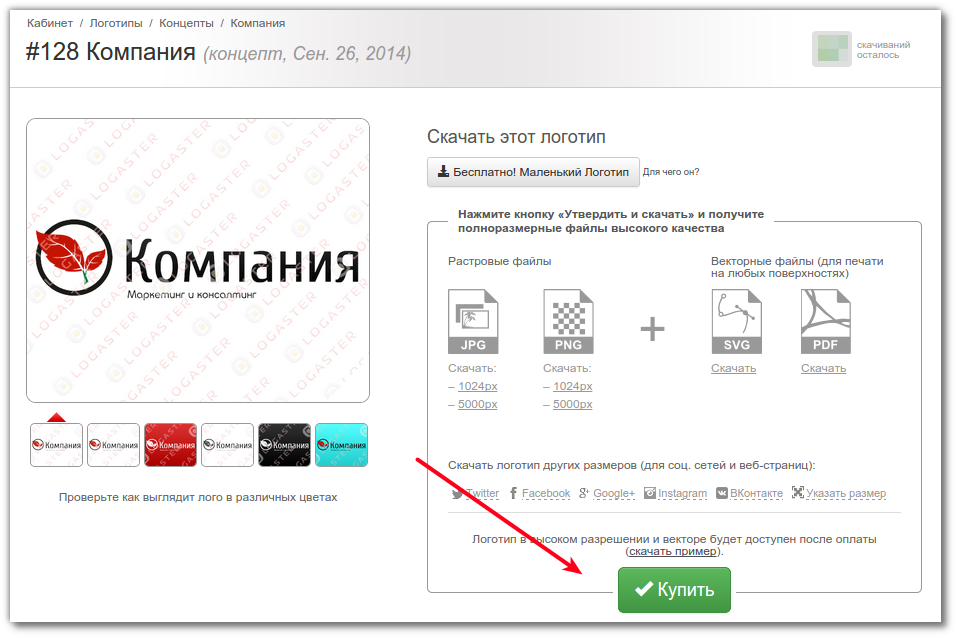 Кабинет / Логотипы / Концепты / Компания
#128 Компания (концепт, Сен. 26, 2014)
скачиваний
осталось
LOGASTER
Компания
Маркетинг и консалтинг
Компания Компания Компания Компания Компания Компания
Проверьте как выглядит лого в различных цветах
Скачать этот логотип
Бесплатно! Маленький Логотип Для чего он?
Нажмите кнопку «Утвердить и скачать» и получите
полноразмерные файлы высокого качества
Растровые файлы
Векторные файлы (для печати
на любых поверхностях)
JPG PNG + SVG PDF
Скачать: Скачать: Скачать Скачать
– 1024px – 1024px
– 5000px – 5000px
Скачать логотип других размеров (для соц. сетей и веб-страниц):
Twitter Facebook Google+ Instagram ВКонтакте Указать размер
Логотип в высоком разрешении и векторе будет доступен после оплаты
(скачать пример).
Купить